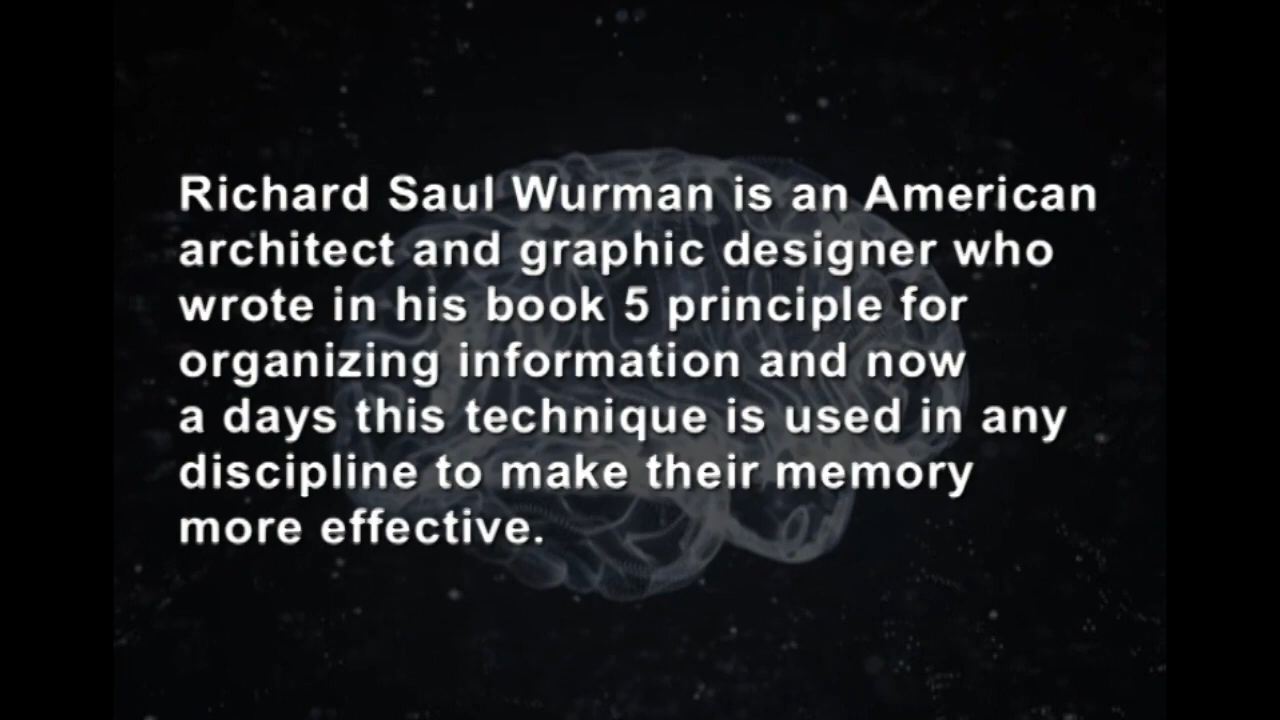 Richard Saul Wurman is an American
architect and graphic designer who
wrote in his book 5 principle for
organizing information and now
a days this technique is used in any
discipline to make their memory
more effective.